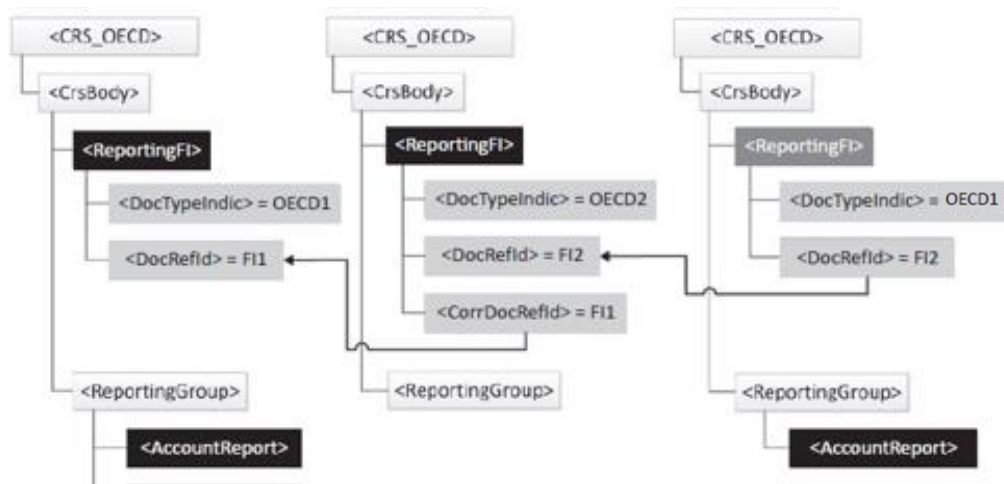 <CRS_OECD>
<CrsBody>
<ReportingFI>
<DocTypeIndic> = OECD1
<DocRefId> = FI1
<ReportingGroup>
<AccountReport>
<CRS_OECD>
<CrsBody>
<ReportingFI>
<DocTypeIndic> = OECD2
<DocRefId> = FI2
<CorrDocRefId> = FI1
<ReportingGroup>
<CRS_OECD>
<CrsBody>
<ReportingFI>
<DocTypeIndic> = OECD1
<DocRefId> = FI2
<ReportingGroup>
<AccountReport>